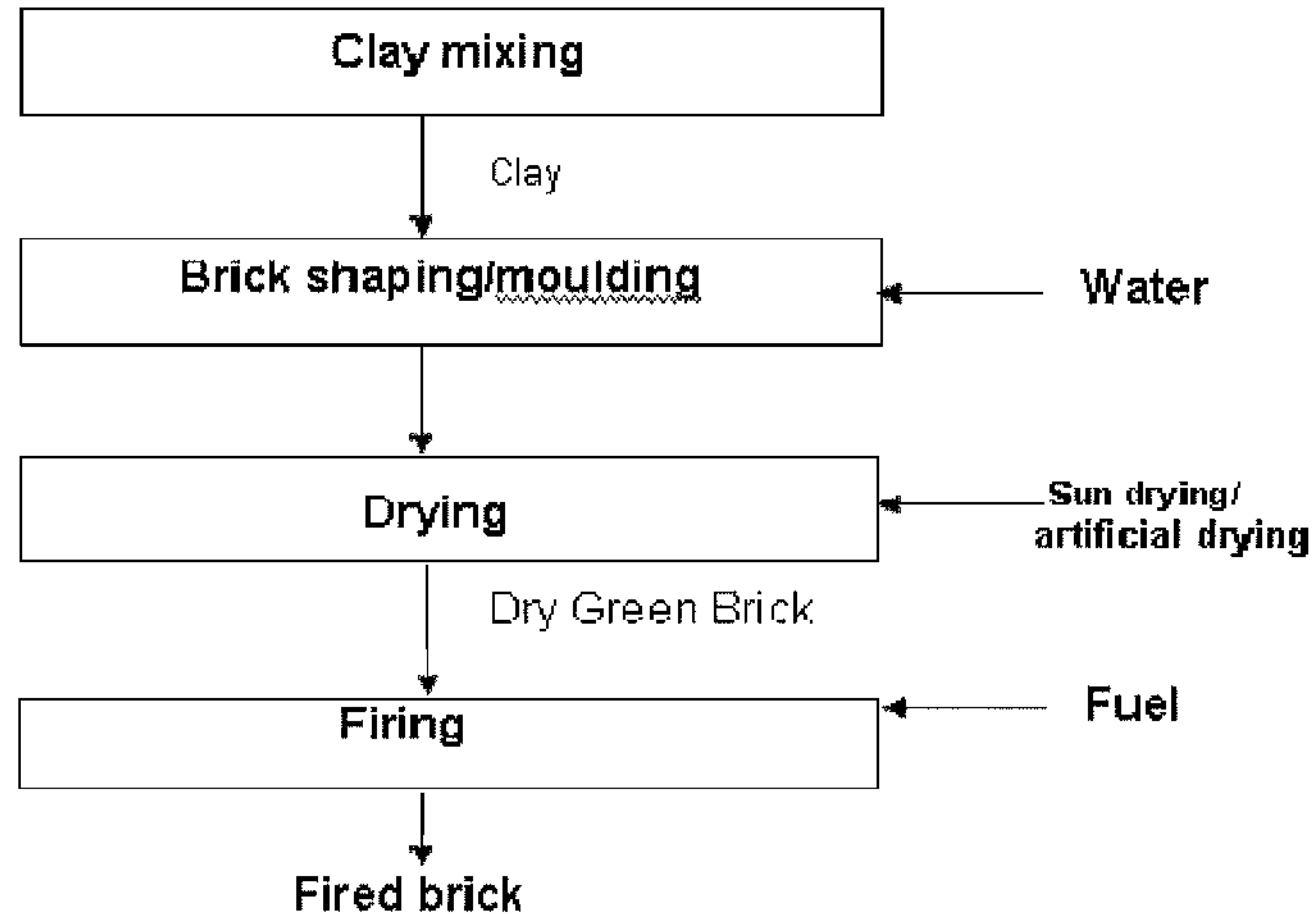 Clay mixing
Clay
Brick shaping/moulding
Water
Drying
Sun drying/
artificial drying
Dry Green Brick
Firing
Fuel
Fired brick